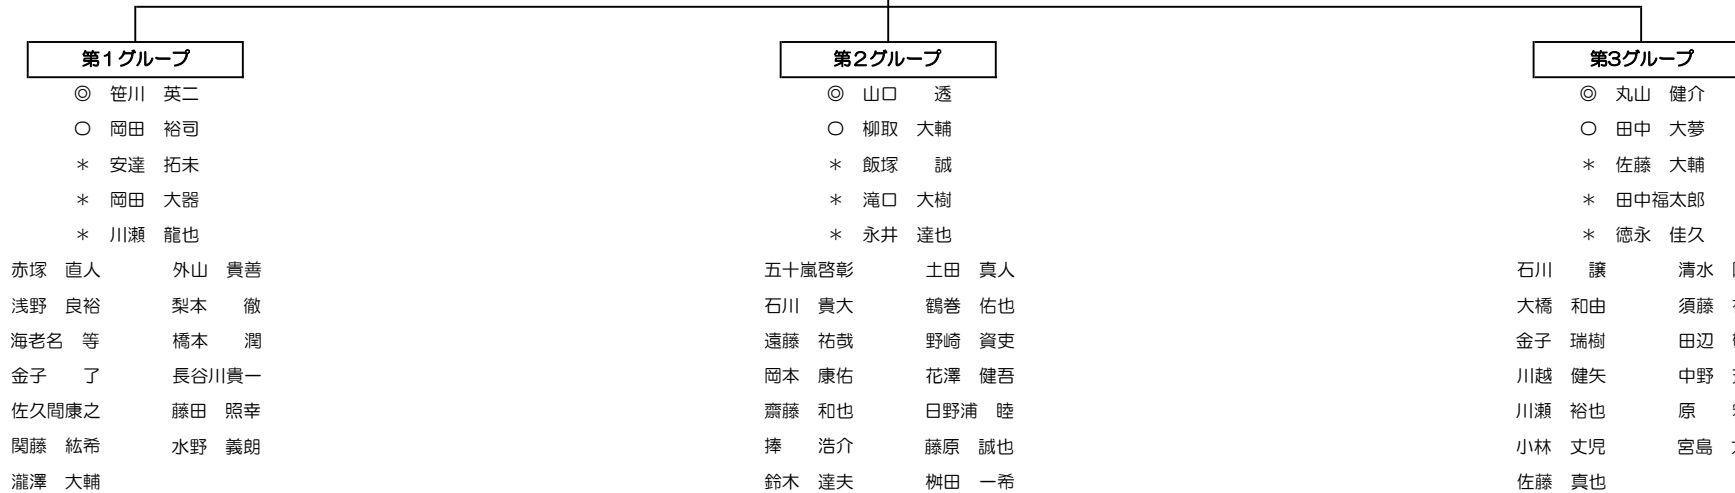 第1グループ
◎ 笹川 英二
○ 岡田 裕司
＊ 安達 拓未
＊ 岡田 大器
＊ 川瀬 龍也
赤塚 直人 外山 貴善
浅野 良裕 梨本 徹
海老名 等 橋本 潤
金子 了 長谷川貴一
佐久間康之 藤田 照幸
関藤 紘希 水野 義朗
瀧澤 大輔
第2グループ
◎ 山口 透
○ 柳取 大輔
＊ 飯塚 誠
＊ 滝口 大樹
＊ 永井 達也
五十嵐啓彰 土田 真人
石川 貴大 鶴巻 佑也
遠藤 祐哉 野崎 資吏
岡本 康佑 花澤 健吾
齋藤 和也 日野浦 睦
捧 浩介 藤原 誠也
鈴木 達夫 桝田 一希
第3グループ
◎ 丸山 健介
○ 田中 大夢
＊ 佐藤 大輔
＊ 田中福太郎
＊ 徳永 佳久
石川 譲 清水
大橋 和由 須藤
金子 瑞樹 田辺
川越 健矢 中野
川瀬 裕也 原
小林 丈児 宮島
佐藤 真也